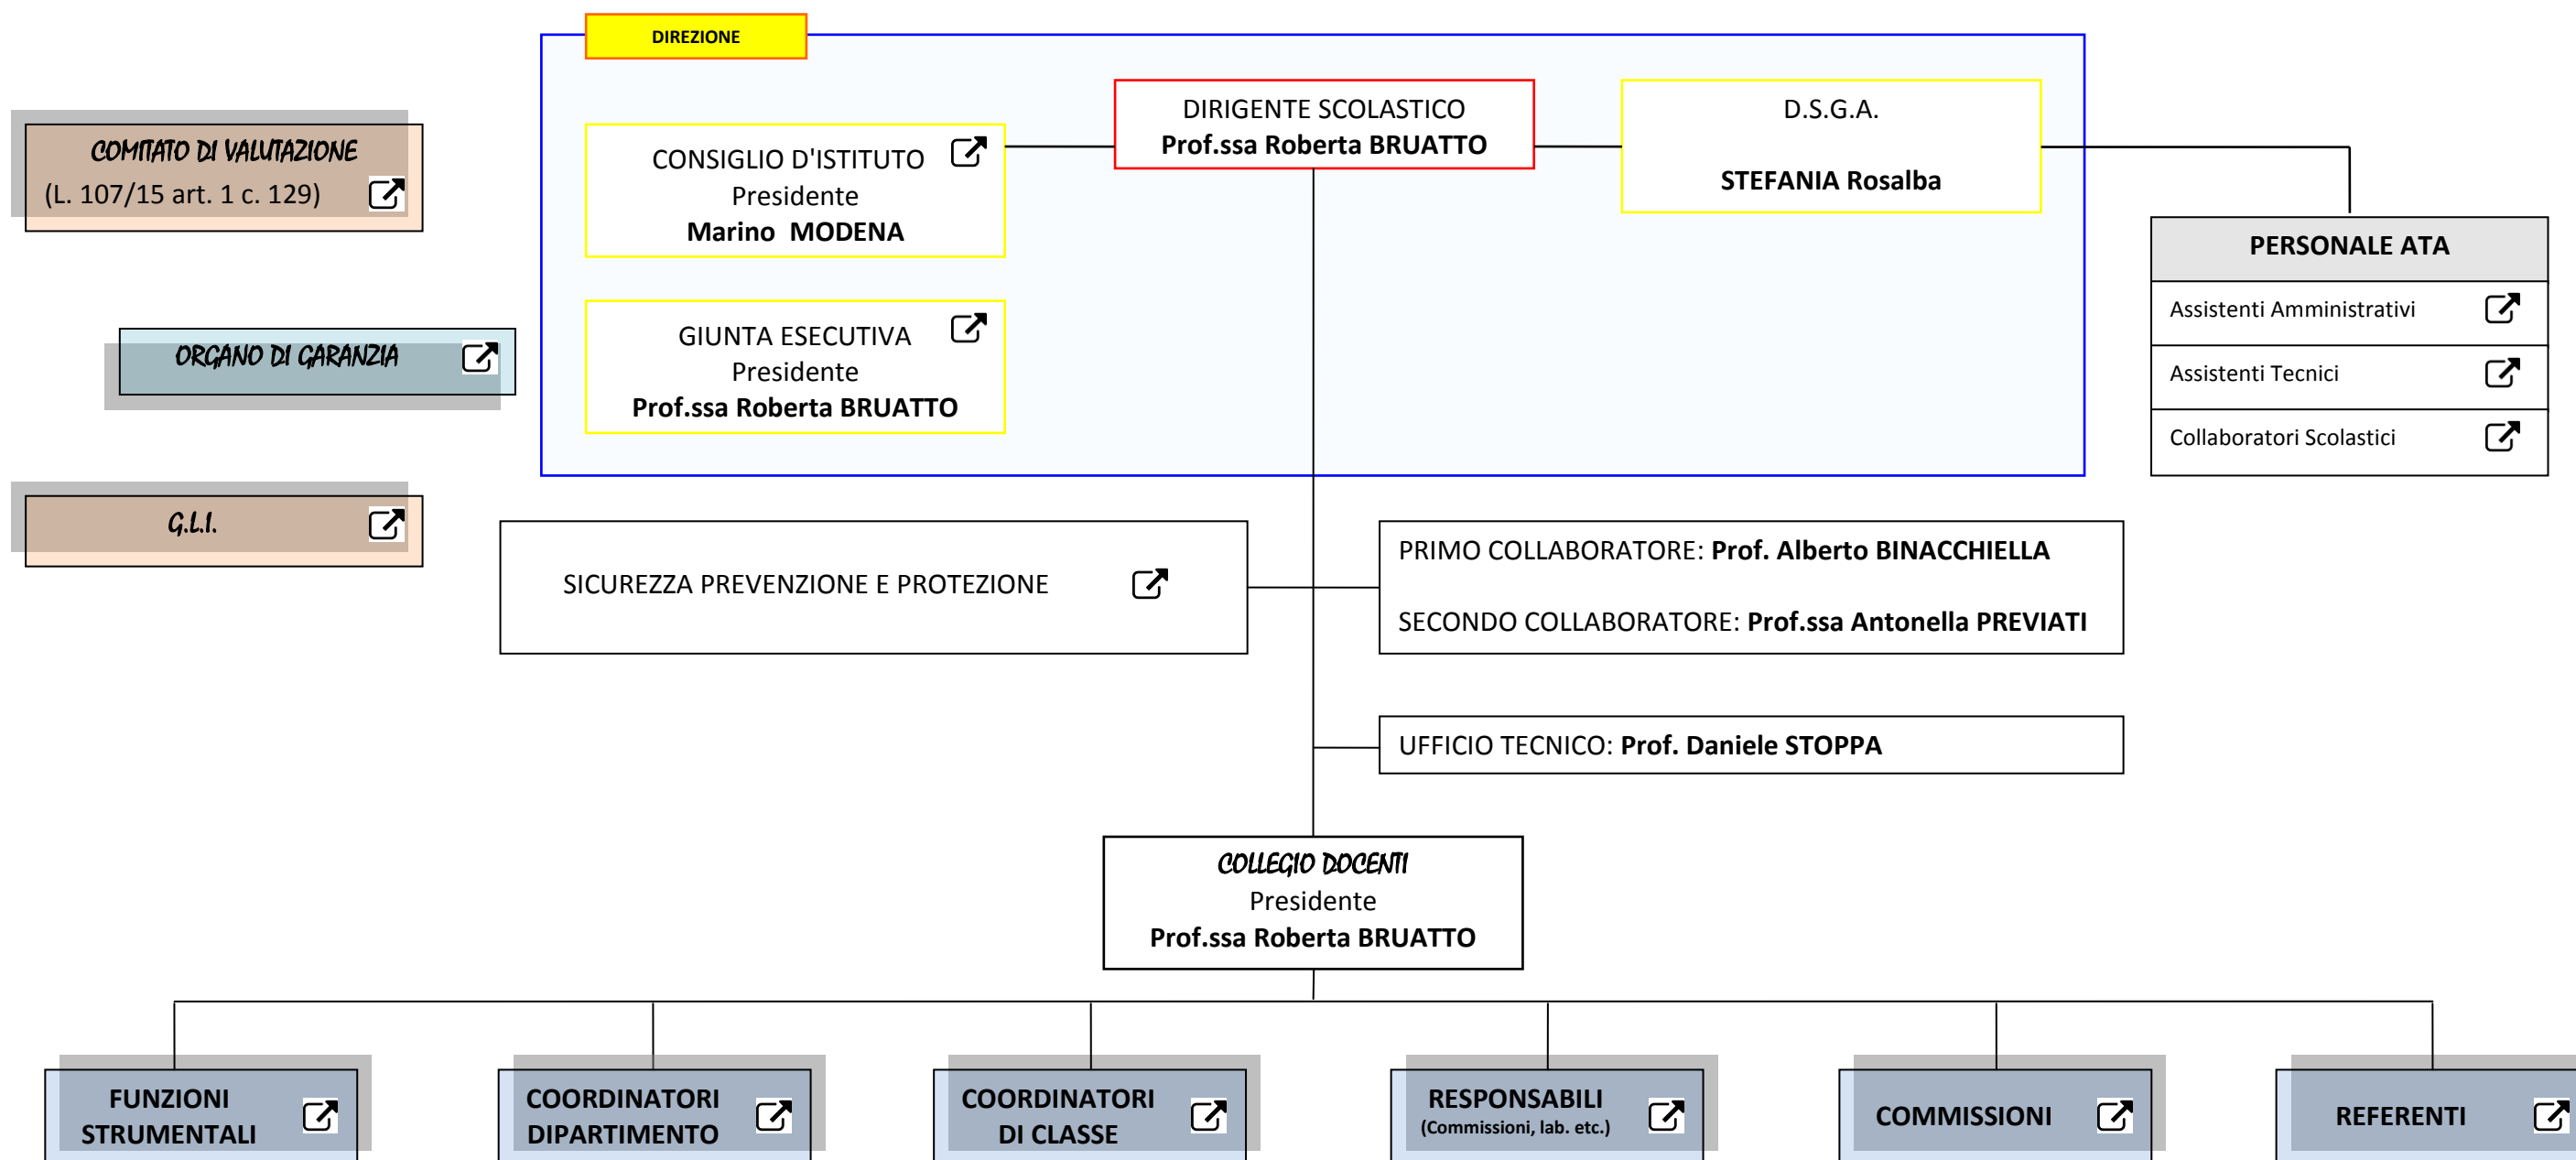 DIREZIONE
COMITATO DI VALUTAZIONE
(L. 107/15 art. 1 c. 129)
CONSIGLIO D'ISTITUTO
Presidente
Marino MODENA
DIRIGENTE SCOLASTICO
Prof.ssa Roberta BRUATTO
D.S.G.A.
STEFANIA Rosalba
PERSONALE ATA
Assistenti Amministrativi
Assistenti Tecnici
Collaboratori Scolastici
ORGANO DI GARANZIA
GIUNTA ESECUTIVA
Presidente
Prof.ssa Roberta BRUATTO
G.L.I.
SICUREZZA PREVENZIONE E PROTEZIONE
PRIMO COLLABORATORE: Prof. Alberto BINACCHIELLA
SECONDO COLLABORATORE: Prof.ssa Antonella PREVIATI
UFFICIO TECNICO: Prof. Daniele STOPPA
COLLEGIO DOCENTI
Presidente
Prof.ssa Roberta BRUATTO
FUNZIONI
STRUMENTALI
COORDINATORI
DIPARTIMENTO
COORDINATORI
DI CLASSE
RESPONSABILI
(Commissioni, lab. etc.)
COMMISSIONI
REFERENTI